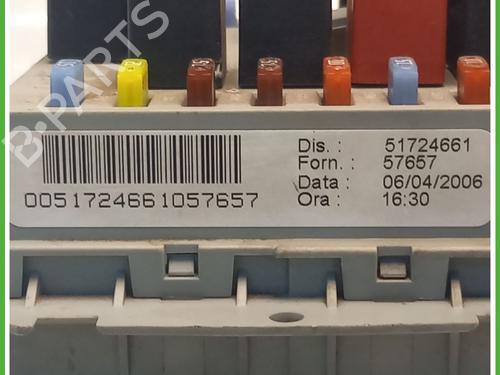 B-PARTS
Dis. : 51724661
Forn. : 57657
Data : 06/04/2006
Ora : 16:30
0051724661057657